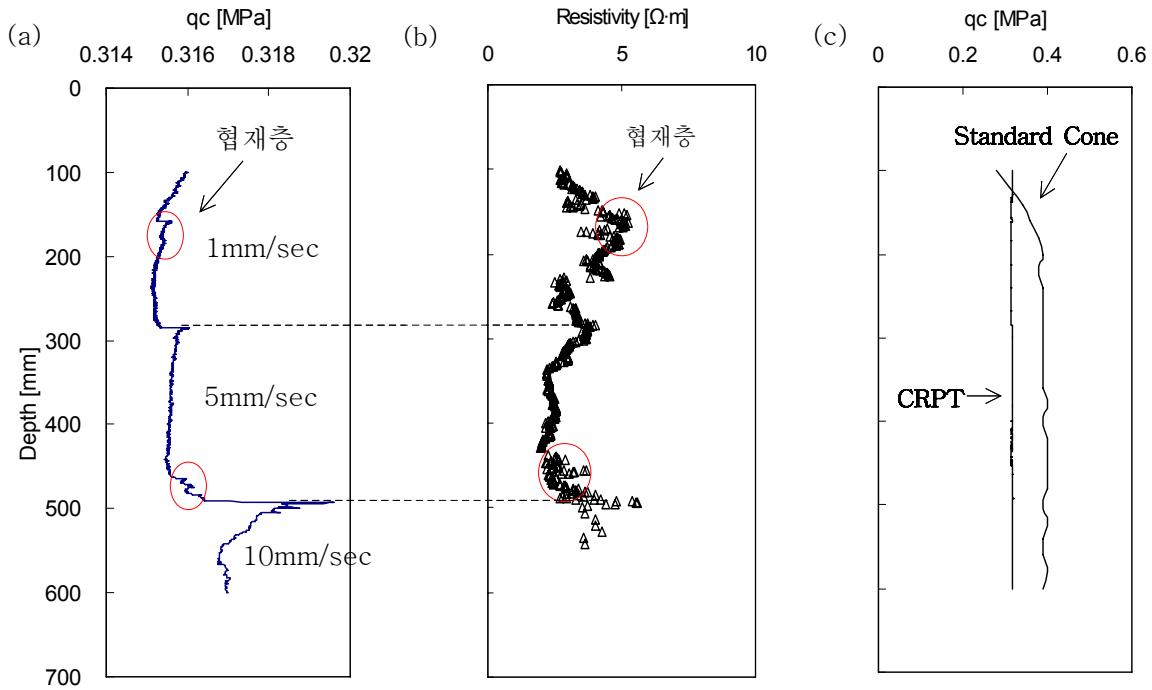 (a)
qc [MPa]
0.314
0.316
0.318
0.32
0
100
200
300
400
500
600
700
Depth [mm]
협재층
1mm/sec
5mm/sec
10mm/sec
(b)
Resistivity [Ω·m]
0
5
10
협재층
(c)
qc [MPa]
0
0.2
0.4
0.6
Standard Cone
CRPT